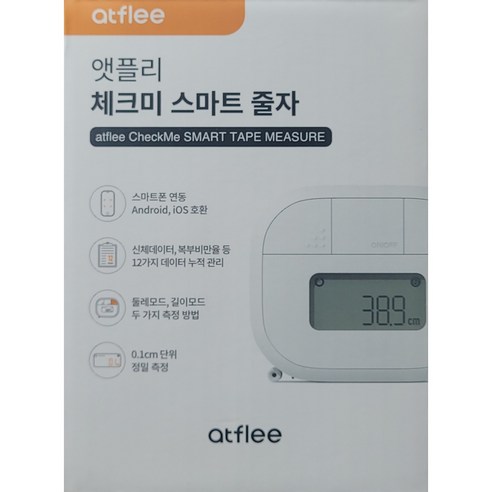 atflee
앳플리
체크미 스마트 줄자
atflee CheckMe SMART TAPE MEASURE
스마트폰 연동
Android, iOS 호환
신체데이터, 복부비만율 등
12가지 데이터 누적 관리
둘레모드, 길이모드
두 가지 측정 방법
0.1cm 단위
정밀 측정
ON/OFF
38.9 cm
atflee